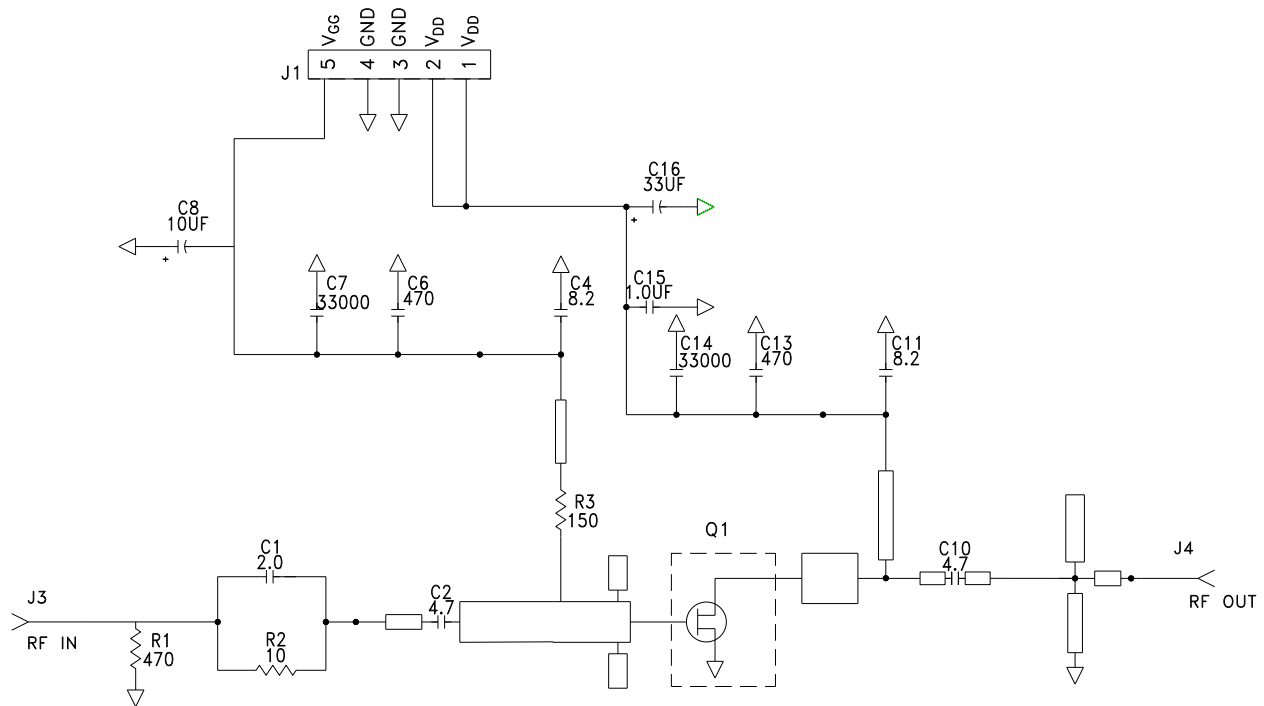 VGG GND GND VDD VDD
J1 5 4 3 2 1
C16
33UF
+
C8
10UF
+
C7
33000
C6
470
C4
8.2
C15
1.0UF
C14
33000
C13
470
C11
8.2
R3
150
Q1
C1
2.0
C10
4.7
J4
RF OUT
J3
RF IN
R1
470
R2
10
C2
4.7